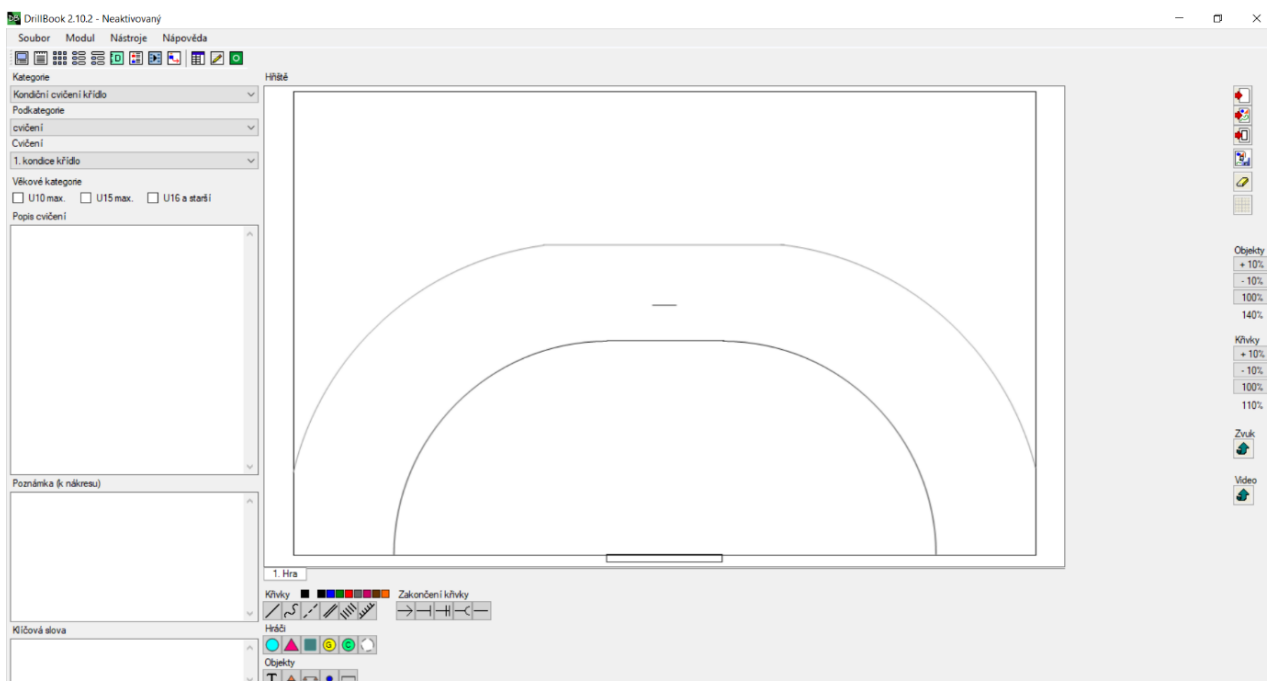 DrillBook 2.10.2 - Neaktivovaný
Soubor Modul Nástroje Nápověda
Kategorie
Kondiční cvičení křídlo
Podkategorie
cvičení
Cvičení
1. kondice křídlo
Věkové kategorie
U10 max. U15 max. U16 a starší
Popis cvičení
Poznámka (k nákresu)
Klíčová slova
Hřiště
1. Hra
Křivky Zakončení křivky
Hráči
G C
Objekty
T
Objekty
+ 10%
- 10%
100%
140%
Křivky
+ 10%
- 10%
100%
110%
Zvuk
Video